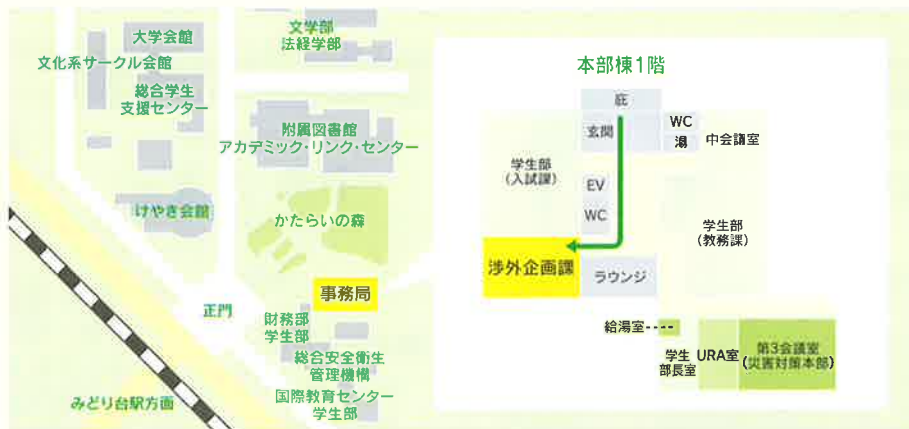 大学会館
文化系サークル会館
総合学生
支援センター
文学部
法経学部
附属図書館
アカデミック・リンク・センター
けやき会館
かたらいの森
事務局
正門
財務部
学生部
総合安全衛生
管理機構
国際教育センター
学生部
みどり台駅方面
本部棟1階
庇
玄関
WC
湯
中会議室
学生部
(入試課)
EV
WC
学生部
(教務課)
渉外企画課
ラウンジ
給湯室
学生
部長室
URA室
第3会議室
(災害対策本部)